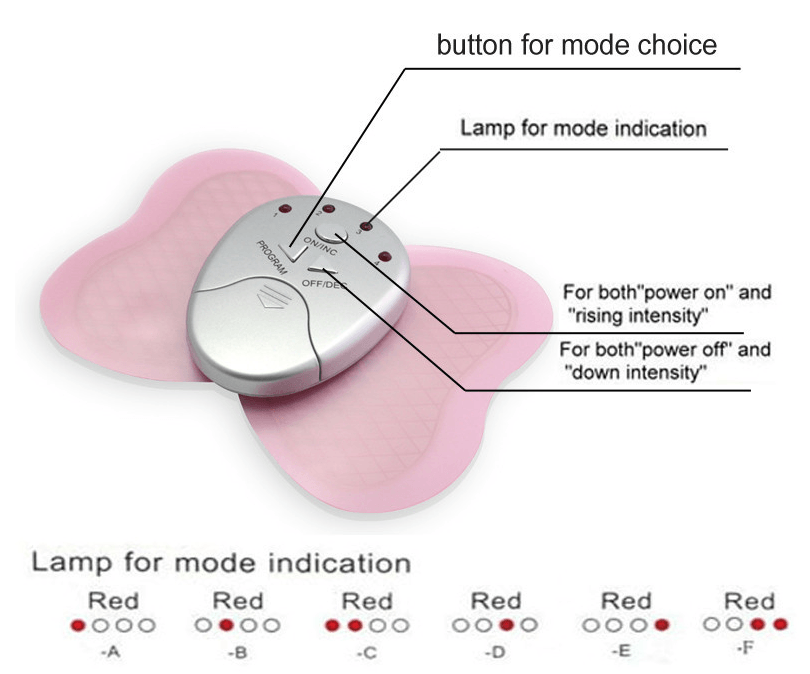 button for mode choice
Lamp for mode indication
1
2
3
4
ON/INC
PROGRAM
OFF/DEC
For both"power on" and
"rising intensity"
For both"power off" and
"down intensity"
Lamp for mode indication
Red Red Red Red Red Red
-A -B -C -D -E -F